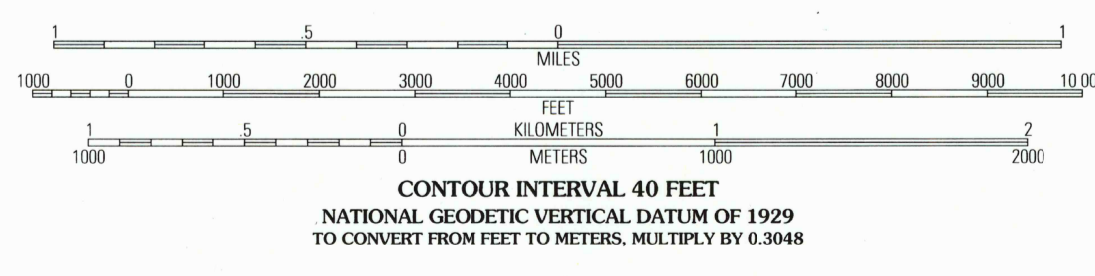 1 .5 0 1
MILES
1000 0 1000 2000 3000 4000 5000 6000 7000 8000 9000 10 00
FEET
1 .5 0 KILOMETERS 1 2
1000 0 METERS 1000 2000
CONTOUR INTERVAL 40 FEET
NATIONAL GEODETIC VERTICAL DATUM OF 1929
TO CONVERT FROM FEET TO METERS, MULTIPLY BY 0.3048